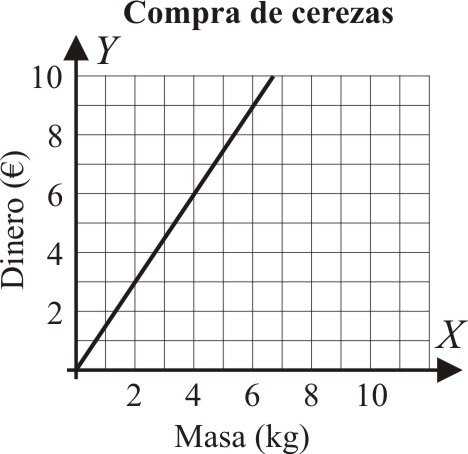 Compra de cerezas
Y
10
8
6
4
2
Dinero (€)
X
2 4 6 8 10
Masa (kg)